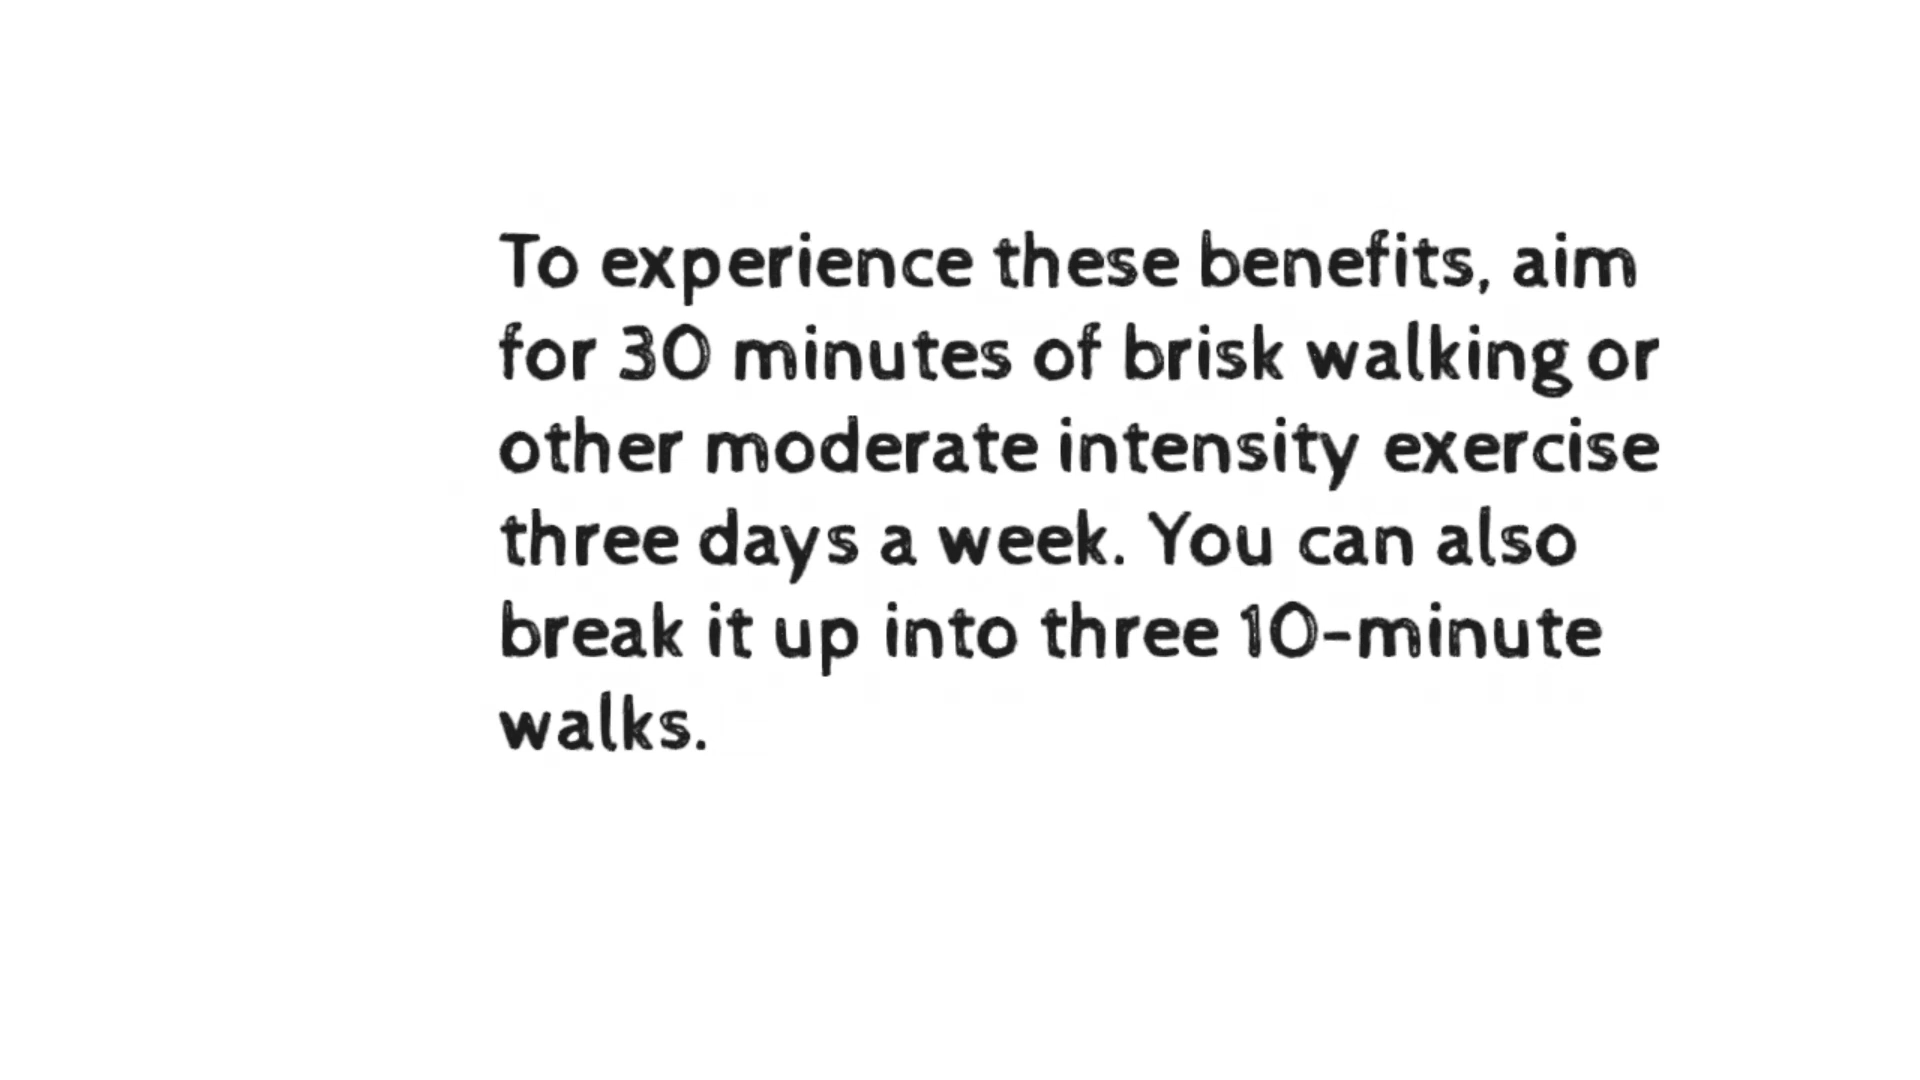 To experience these benefits, aim
for 30 minutes of brisk walking or
other moderate intensity exercise
three days a week. You can also
break it up into three 10-minute
walks.